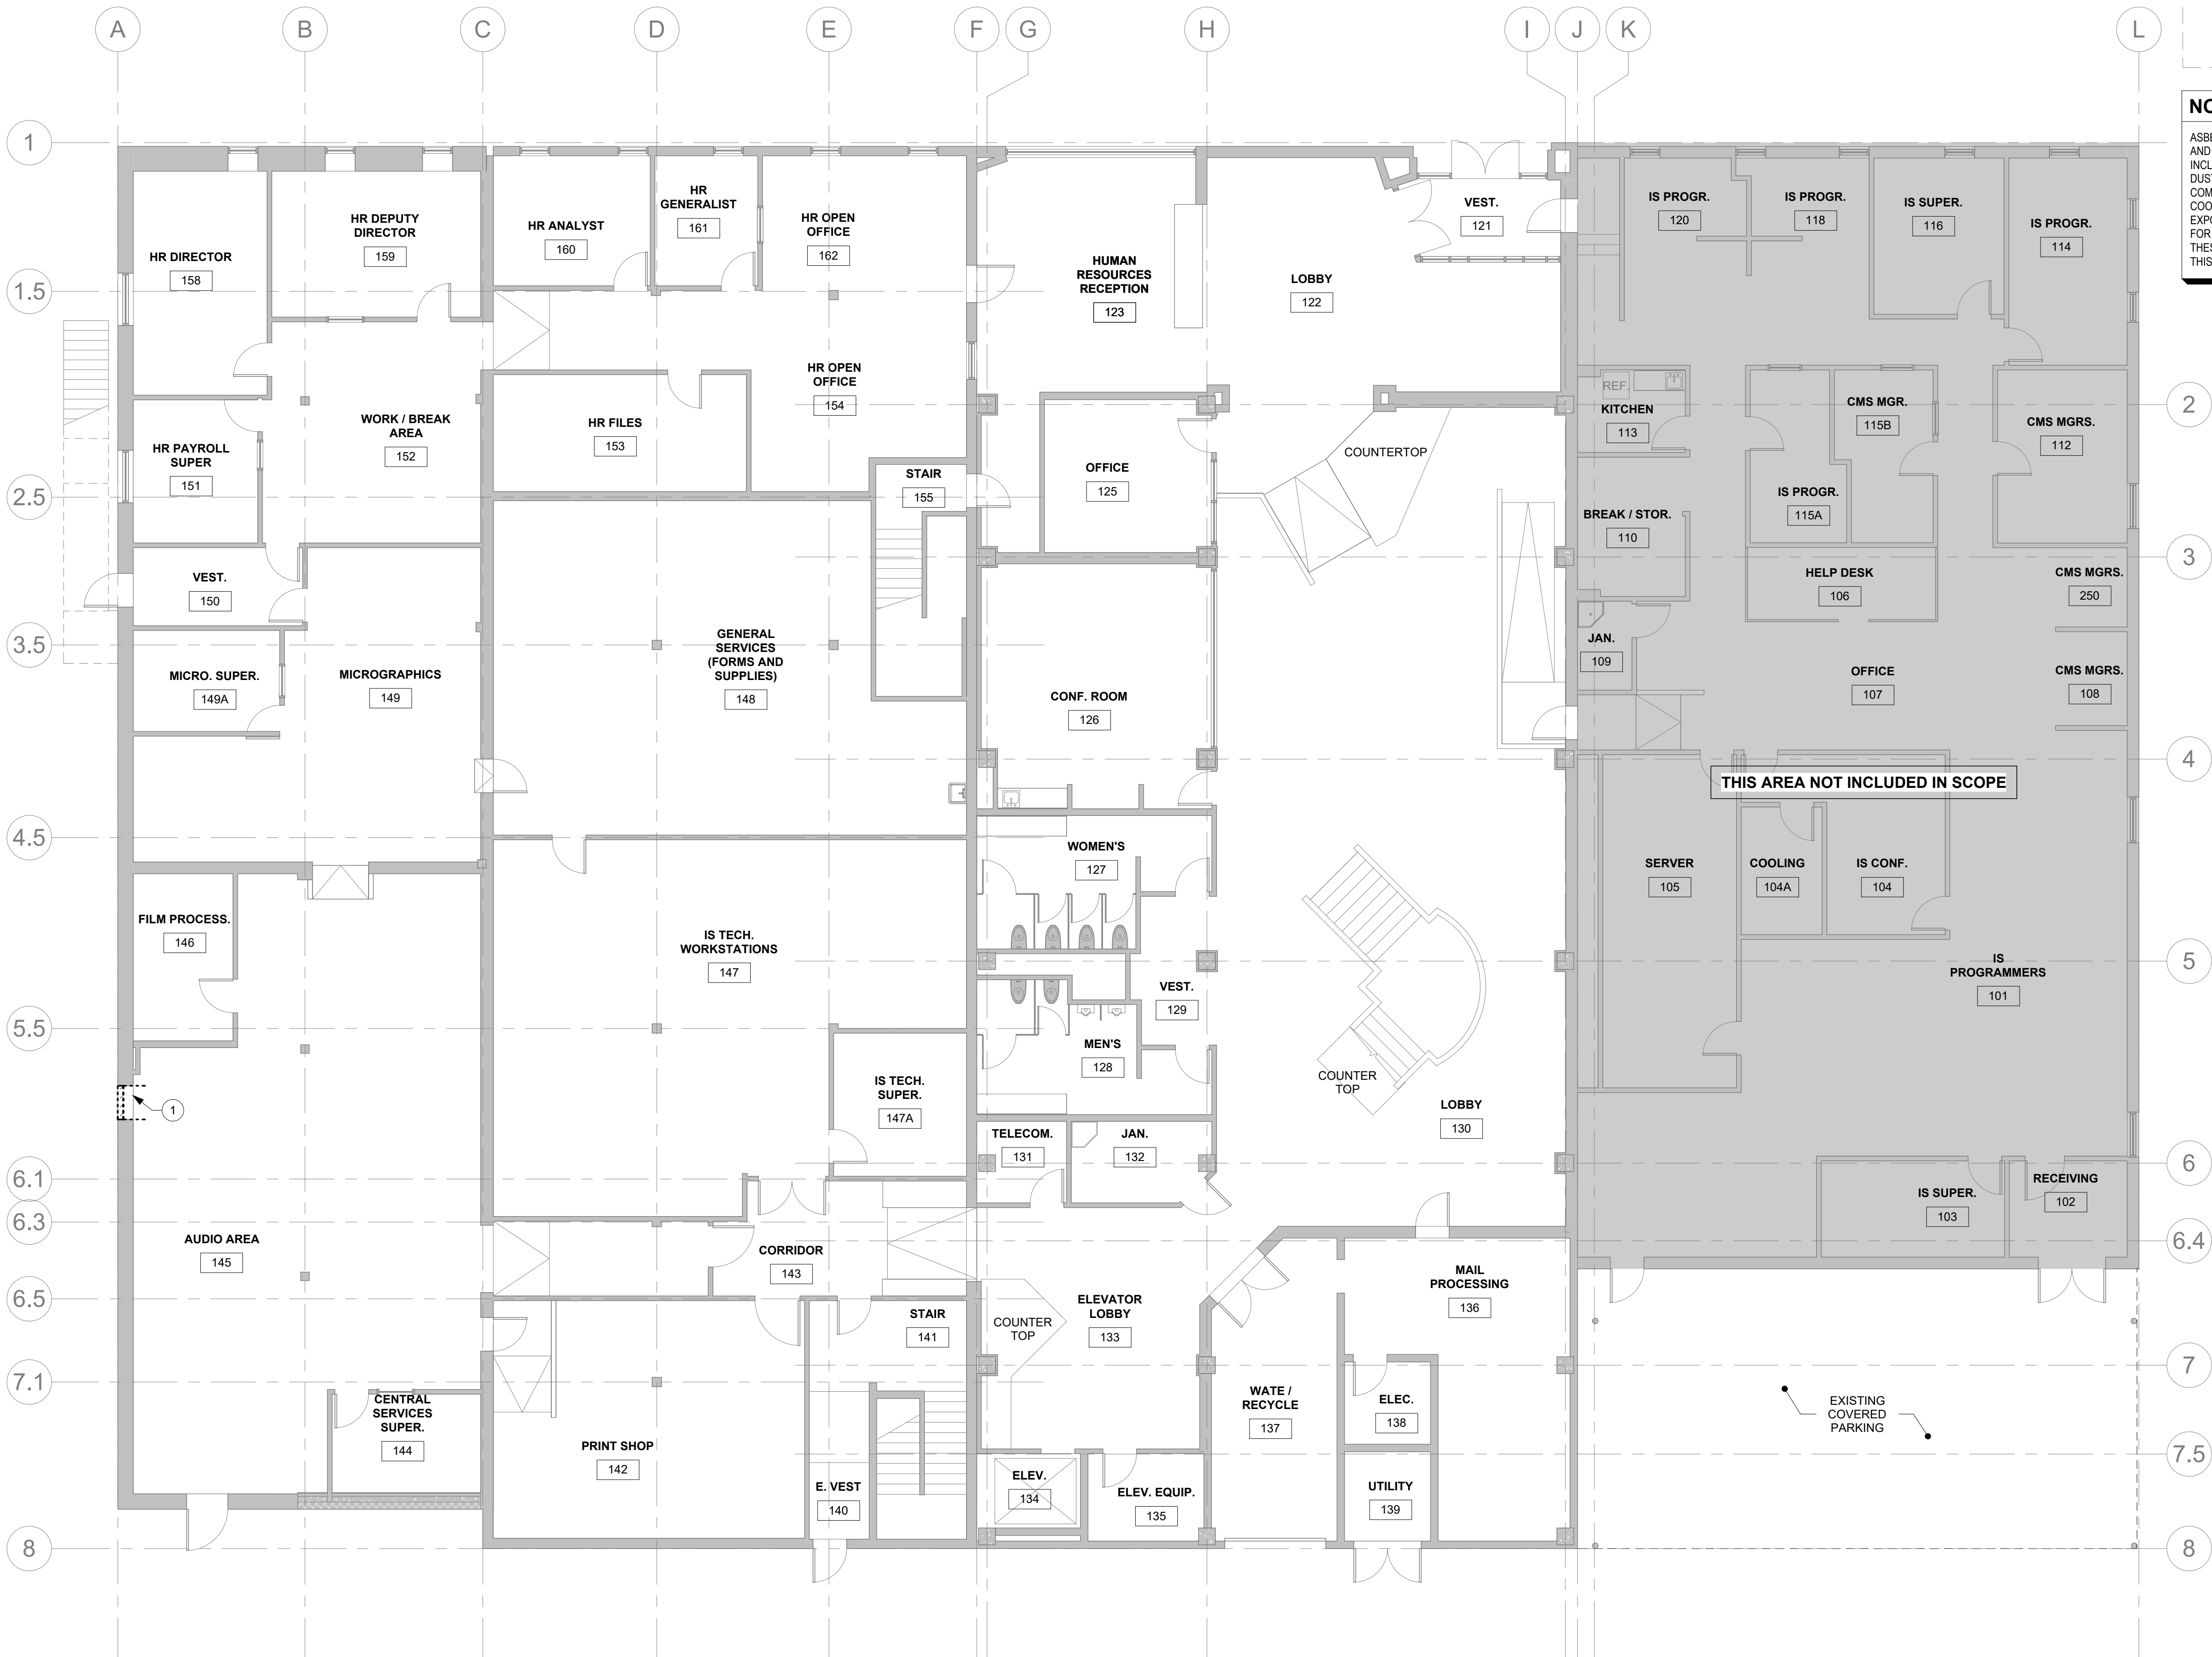 A
B
C
D
E
F
G
H
I
J
K
L
1
1.5
2.5
3.5
4.5
5.5
6.1
6.3
6.5
7.1
8
2
3
4
5
6
6.4
7
7.5
8
HR DIRECTOR
158
HR DEPUTY
DIRECTOR
159
HR ANALYST
160
HR
GENERALIST
161
HR OPEN
OFFICE
162
HUMAN
RESOURCES
RECEPTION
123
LOBBY
122
VEST.
121
IS PROGR.
120
IS PROGR.
118
IS SUPER.
116
IS PROGR.
114
HR PAYROLL
SUPER
151
WORK / BREAK
AREA
152
HR FILES
153
HR OPEN
OFFICE
154
STAIR
155
OFFICE
125
COUNTERTOP
REF.
KITCHEN
113
CMS MGR.
115B
IS PROGR.
115A
CMS MGRS.
112
BREAK / STOR.
110
HELP DESK
106
CMS MGRS.
250
VEST.
150
MICRO. SUPER.
149A
MICROGRAPHICS
149
GENERAL
SERVICES
(FORMS AND
SUPPLIES)
148
CONF. ROOM
126
JAN.
109
OFFICE
107
CMS MGRS.
108
THIS AREA NOT INCLUDED IN SCOPE
FILM PROCESS.
146
IS TECH.
WORKSTATIONS
147
WOMEN'S
127
VEST.
129
MEN'S
128
SERVER
105
COOLING
104A
IS CONF.
104
IS
PROGRAMMERS
101
1
IS TECH.
SUPER.
147A
TELECOM.
131
JAN.
132
COUNTER
TOP
LOBBY
130
IS SUPER.
103
RECEIVING
102
AUDIO AREA
145
CORRIDOR
143
STAIR
141
COUNTER
TOP
ELEVATOR
LOBBY
133
MAIL
PROCESSING
136
CENTRAL
SERVICES
SUPER.
144
PRINT SHOP
142
E. VEST
140
ELEV.
134
ELEV. EQUIP.
135
WATE /
RECYCLE
137
ELEC.
138
UTILITY
139
EXISTING
COVERED
PARKING
AND
FOR